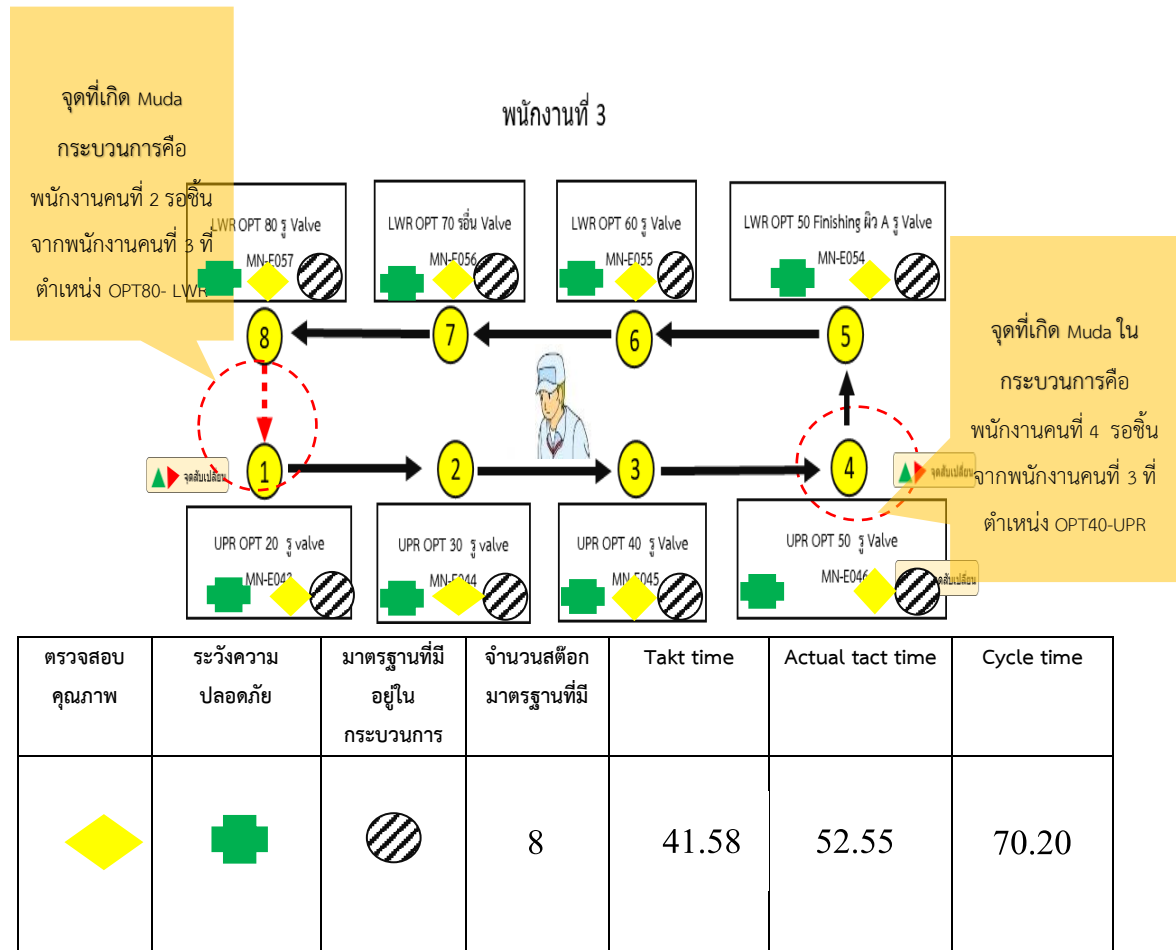 จุดที่เกิด Muda
กระบวนการคือ
พนักงานคนที่ 2 รอชิ้น
จากพนักงานคนที่ 3 ที่
ตำแหน่ง OPT80- LWR
พนักงานที่ 3
LWR OPT 80 รู Valve
MN-E057
LWR OPT 70 รอื่น Valve
MN-E056
LWR OPT 60 รู Valve
MN-E055
LWR OPT 50 Finishing ผิว A รู Valve
MN-E054
8
7
6
5
จุดที่เกิด Muda ใน
กระบวนการคือ
พนักงานคนที่ 4 รอชิ้น
จากพนักงานคนที่ 3 ที่
ตำแหน่ง OPT40-UPR
จุดสับเปลี่ยน
1
2
3
4
จุดสับเปลี่ยน
UPR OPT 20 รู valve
UPR OPT 30 รู valve
MN-E044
UPR OPT 40 รู Valve
MN-E045
UPR OPT 50 รู Valve
MN-E046
จุดสับเปลี่ยน
ตรวจสอบ
คุณภาพ
ระวังความ
ปลอดภัย
มาตรฐานที่มี
อยู่ใน
กระบวนการ
จำนวนสต๊อก
มาตรฐานที่มี
Takt time
Actual tact time
Cycle time
8
41.58
52.55
70.20